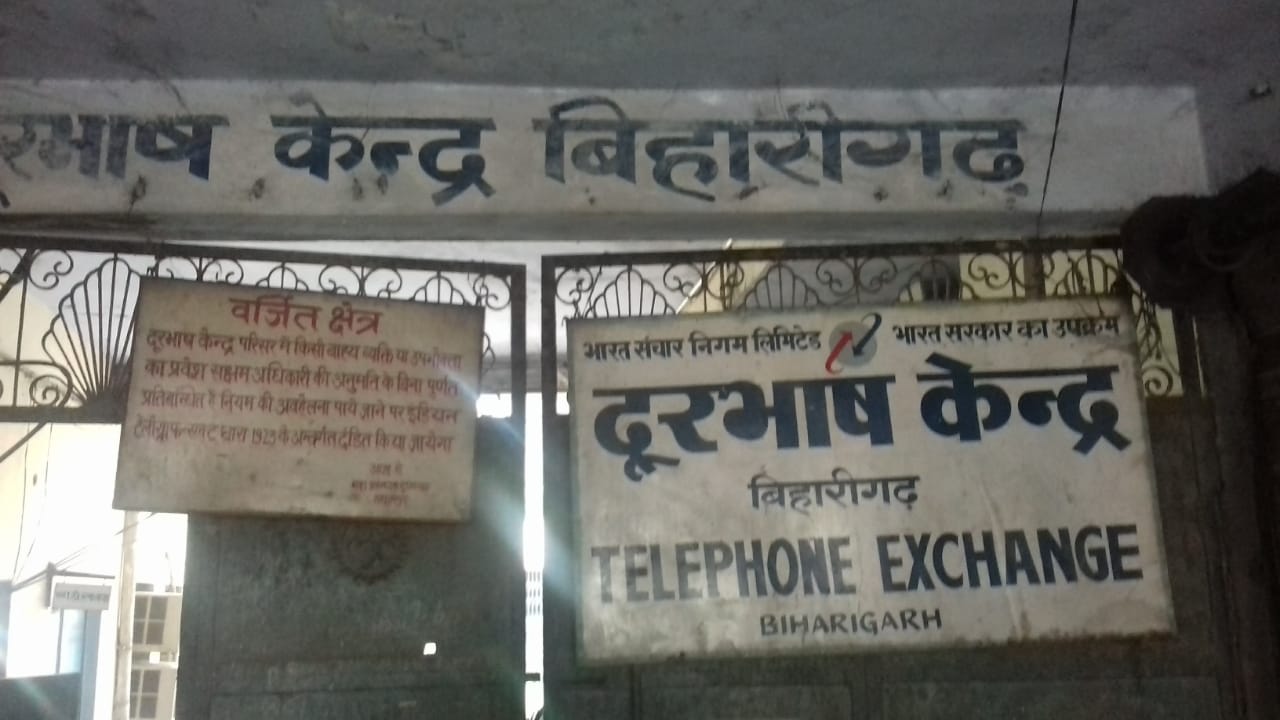 दूरभाष केन्द्र बिहारीगढ़
वर्जित क्षेत्र
दूरभाष केन्द्र परिसर में किसी बाह्य व्यक्ति या उपभोक्ता
का प्रवेश सक्षम अधिकारी की अनुमति के बिना पूर्णत
प्रतिबन्धित है नियम की अवहेलना पाये जाने पर इंडियन
धारा 1923 के अन्तर्गत दंडित किया जायेगा
भारत संचार निगम लिमिटेड भारत सरकार का उपक्रम
दूरभाष केन्द्र
बिहारीगढ़
TELEPHONE EXCHANGE
BIHARIGARH